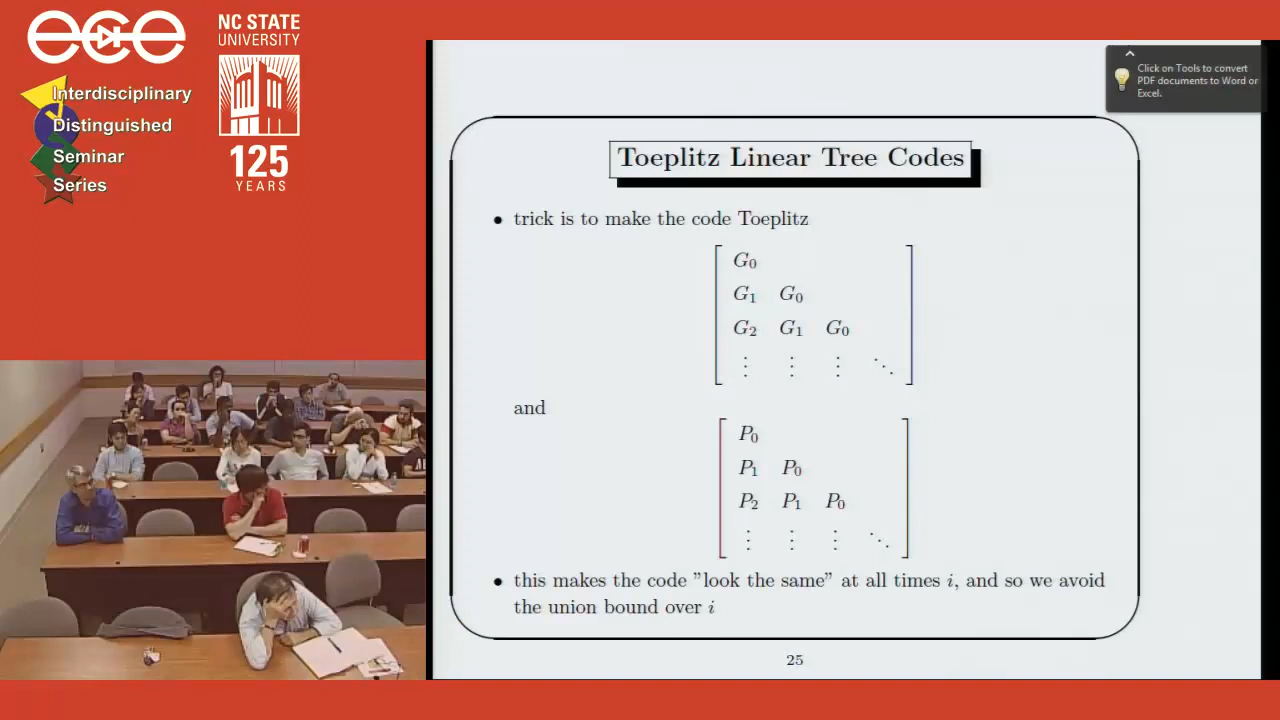 ece
NC STATE
UNIVERSITY
Interdisciplinary
Distinguished
Seminar
Series
125
YEARS
Click on Tools to convert
PDF documents to Word or
Excel.
Toeplitz Linear Tree Codes
• trick is to make the code Toeplitz
G₀
G₁ G₀
G₂ G₁ G₀
⋮ ⋮ ⋮ ⋱
and
P₀
P₁ P₀
P₂ P₁ P₀
⋮ ⋮ ⋮ ⋱
• this makes the code "look the same" at all times i, and so we avoid
the union bound over i
25